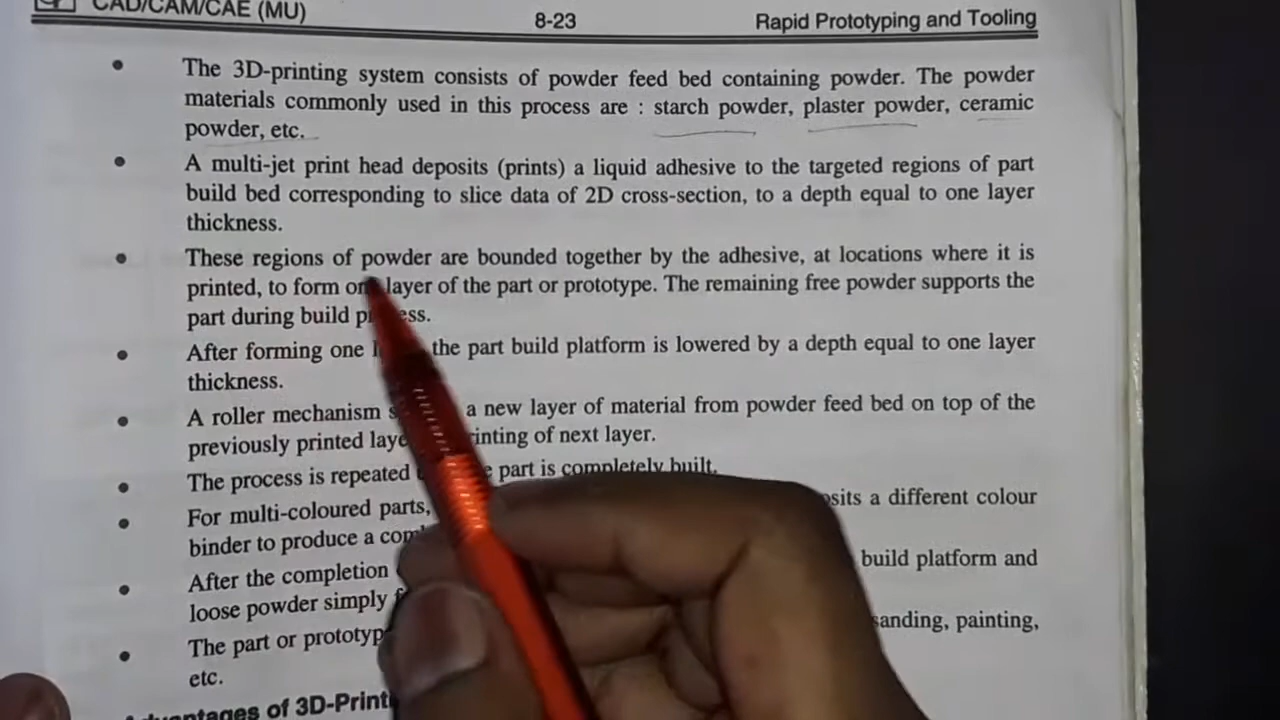 CAD/CAM/CAE (MU) 8-23 Rapid Prototyping and Tooling
• The 3D-printing system consists of powder feed bed containing powder. The powder
materials commonly used in this process are : starch powder, plaster powder, ceramic
powder, etc.
• A multi-jet print head deposits (prints) a liquid adhesive to the targeted regions of part
build bed corresponding to slice data of 2D cross-section, to a depth equal to one layer
thickness.
• These regions of powder are bounded together by the adhesive, at locations where it is
printed, to form one layer of the part or prototype. The remaining free powder supports the
part during build process.
• After forming one the part build platform is lowered by a depth equal to one layer
thickness.
• A roller mechanism a new layer of material from powder feed bed on top of the
previously printed printing of next layer.
• The process is repeated part is completely built.
• For multi-coloured parts, a different colour
binder to produce a
• After the completion build platform and
loose powder simply
• The part or sanding, painting,
etc.
Advantages of